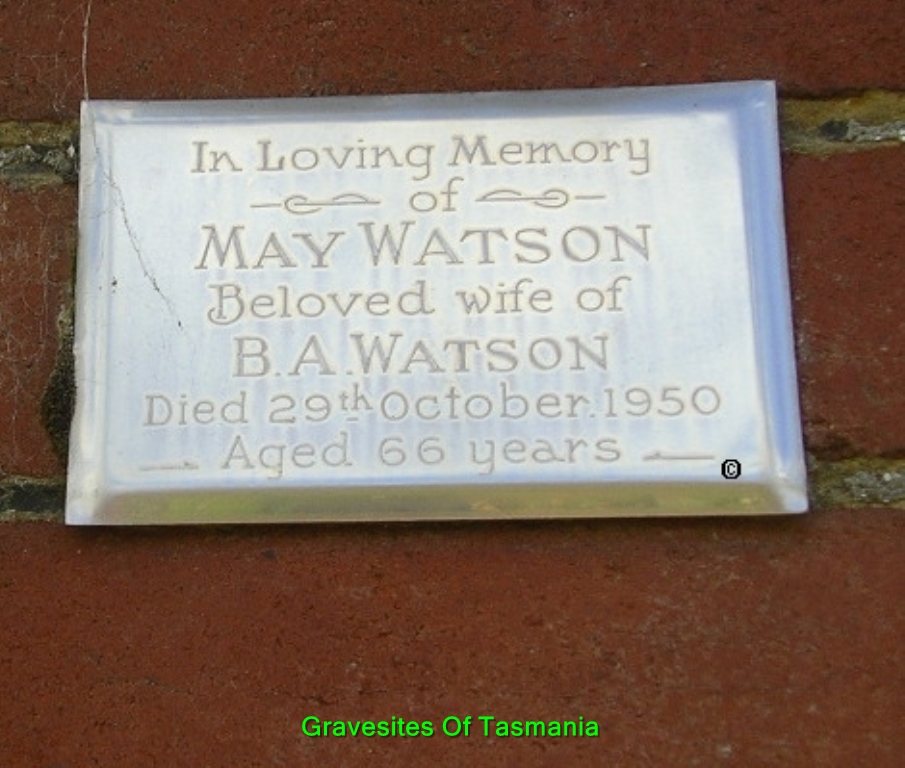 In Loving Memory
of
MAY WATSON
Beloved wife of
B.A.WATSON
Died 29th October.1950
Aged 66 years
©
Gravesites Of Tasmania